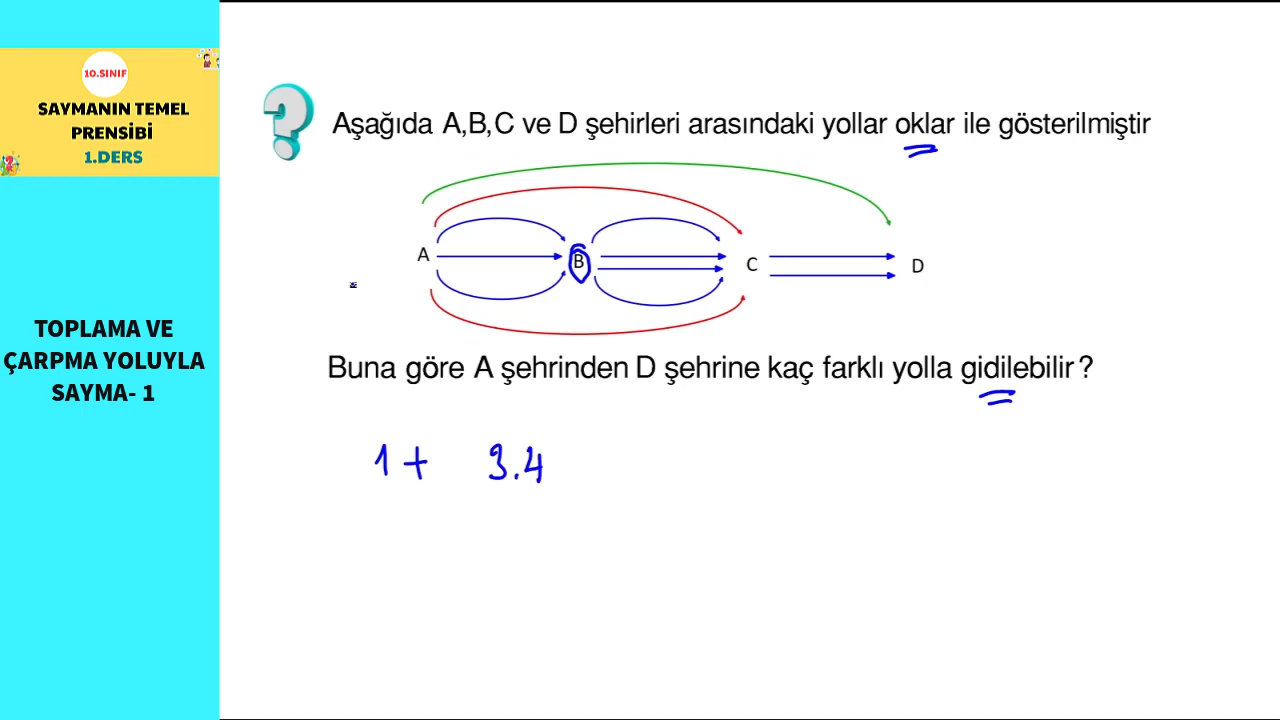 10.SINIF
SAYMANIN TEMEL
PRENSİBİ
1.DERS
TOPLAMA VE
ÇARPMA YOLUYLA
SAYMA- 1
Aşağıda A,B,C ve D şehirleri arasındaki yollar oklar ile gösterilmiştir
A B C D
Buna göre A şehrinden D şehrine kaç farklı yolla gidilebilir ?
1 + 3.4